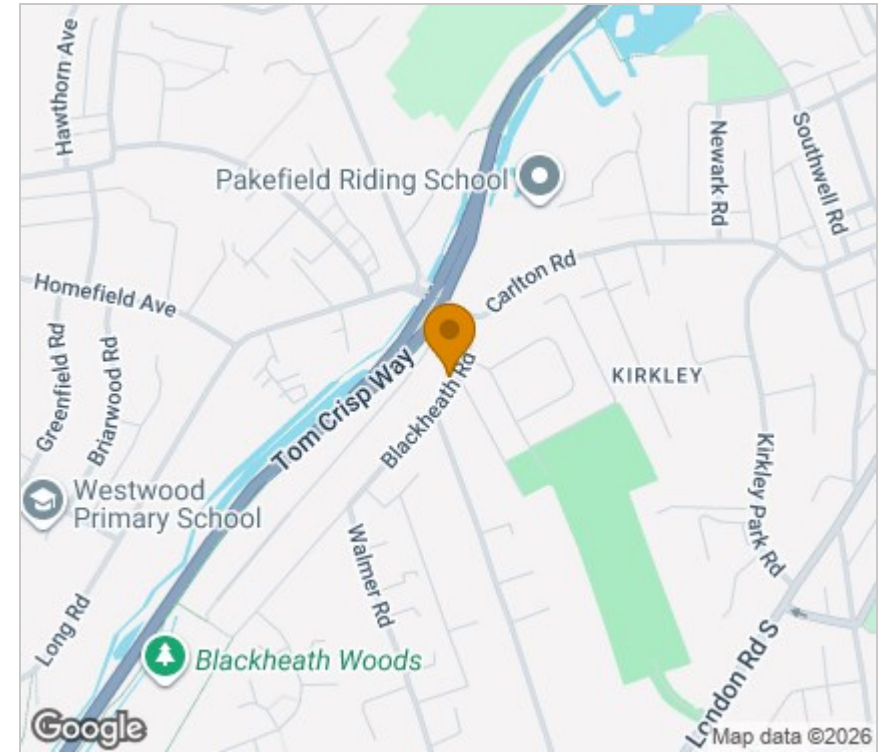 Hawthorn Ave
Pakefield Riding School
Newark Rd
Southwell Rd
Homefield Ave
Carlton Rd
Greenfield Rd
Briarwood Rd
Tom Crisp Way
Blackheath Rd
KIRKLEY
Kirkley Park Rd
Westwood
Primary School
Walmer Rd
Long Rd
Blackheath Woods
London Rd S
Google
Map data ©2026